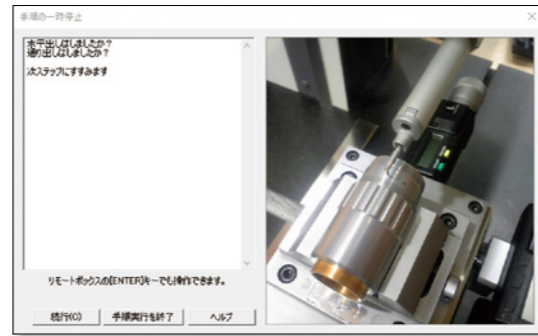 手順の一時停止
水平出しはしましたか？
通り出しはしましたか？
次ステップにすすみます
リモートボックスの[ENTER]キーでも操作できます。
続行(C)
手順実行を終了
ヘルプ